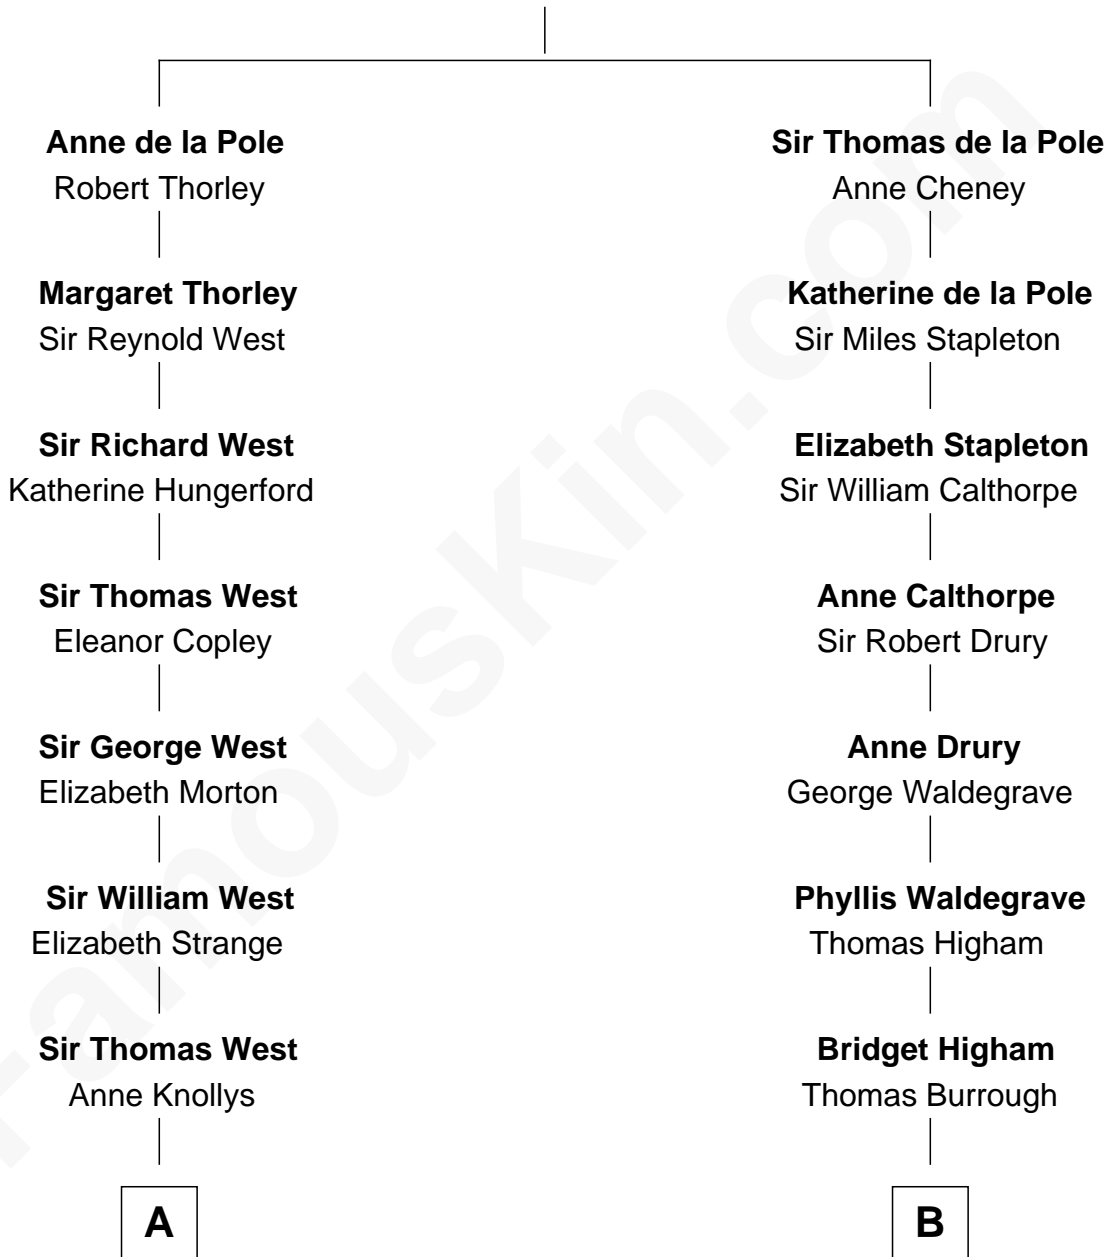 Anne de la Pole
Robert Thorley
Margaret Thorley
Sir Reynold West
Sir Richard West
Katherine Hungerford
Sir Thomas West
Eleanor Copley
Sir George West
Elizabeth Morton
Sir William West
Elizabeth Strange
Sir Thomas West
Anne Knollys
A
Sir Thomas de la Pole
Anne Cheney
Katherine de la Pole
Sir Miles Stapleton
Elizabeth Stapleton
Sir William Calthorpe
Anne Calthorpe
Sir Robert Drury
Anne Drury
George Waldegrave
Phyllis Waldegrave
Thomas Higham
Bridget Higham
Thomas Burrough
B
FamousKin.com